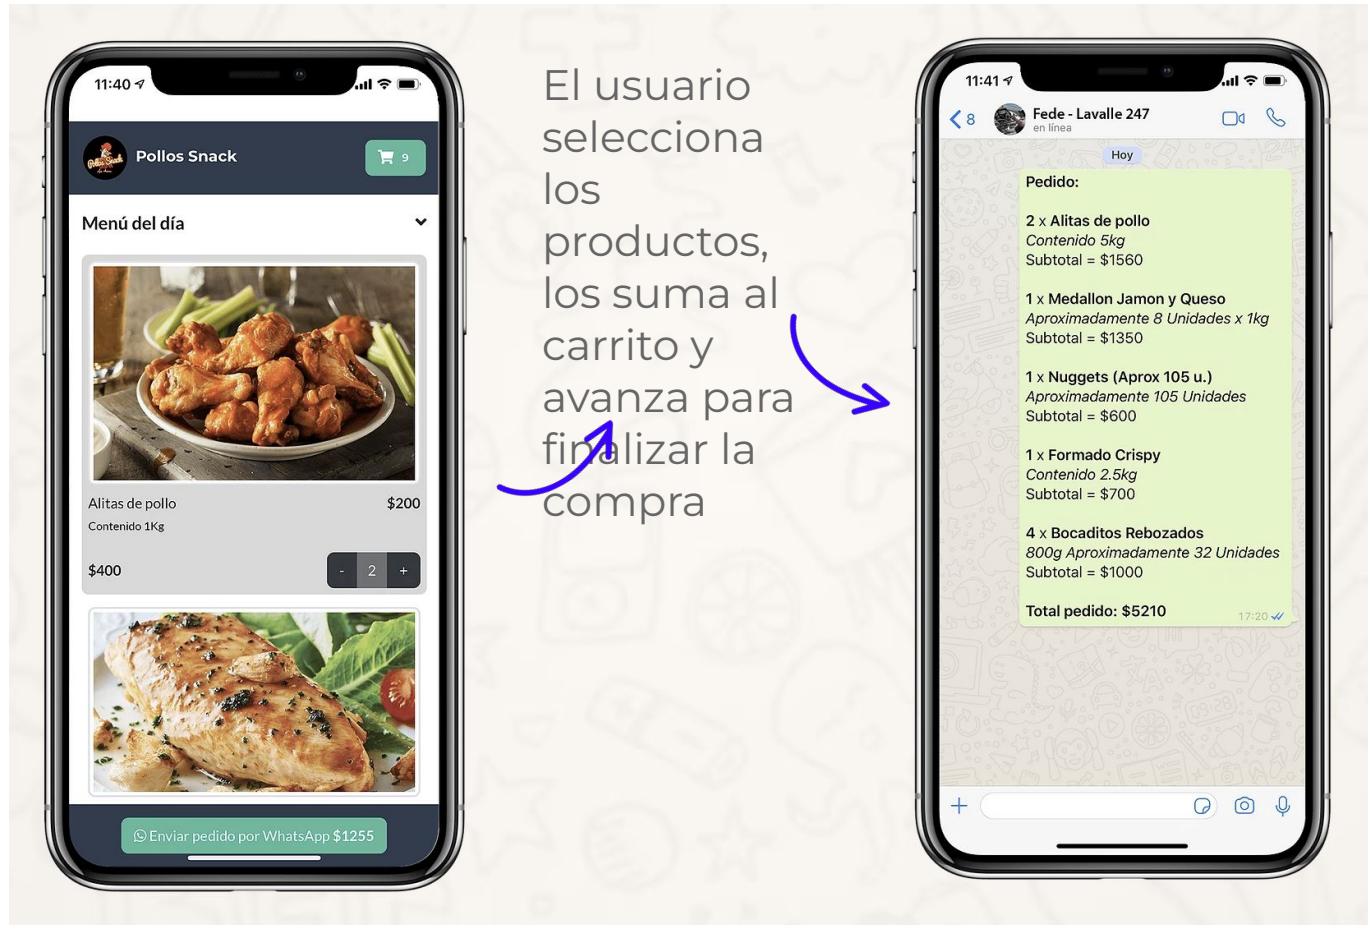 11:40
Pollos Snack
9
Menú del día
Alitas de pollo $200
Contenido 1Kg
$400 - 2 +
Enviar pedido por WhatsApp $1255
El usuario
selecciona
los
productos,
los suma al
carrito y
avanza para
finalizar la
compra
11:41
8 Fede - Lavalle 247
en línea
Hoy
Pedido:
2 x Alitas de pollo
Contenido 5kg
Subtotal = $1560
1 x Medallon Jamon y Queso
Aproximadamente 8 Unidades x 1kg
Subtotal = $1350
1 x Nuggets (Aprox 105 u.)
Aproximadamente 105 Unidades
Subtotal = $600
1 x Formado Crispy
Contenido 2.5kg
Subtotal = $700
4 x Bocaditos Rebozados
800g Aproximadamente 32 Unidades
Subtotal = $1000
Total pedido: $5210
17:20